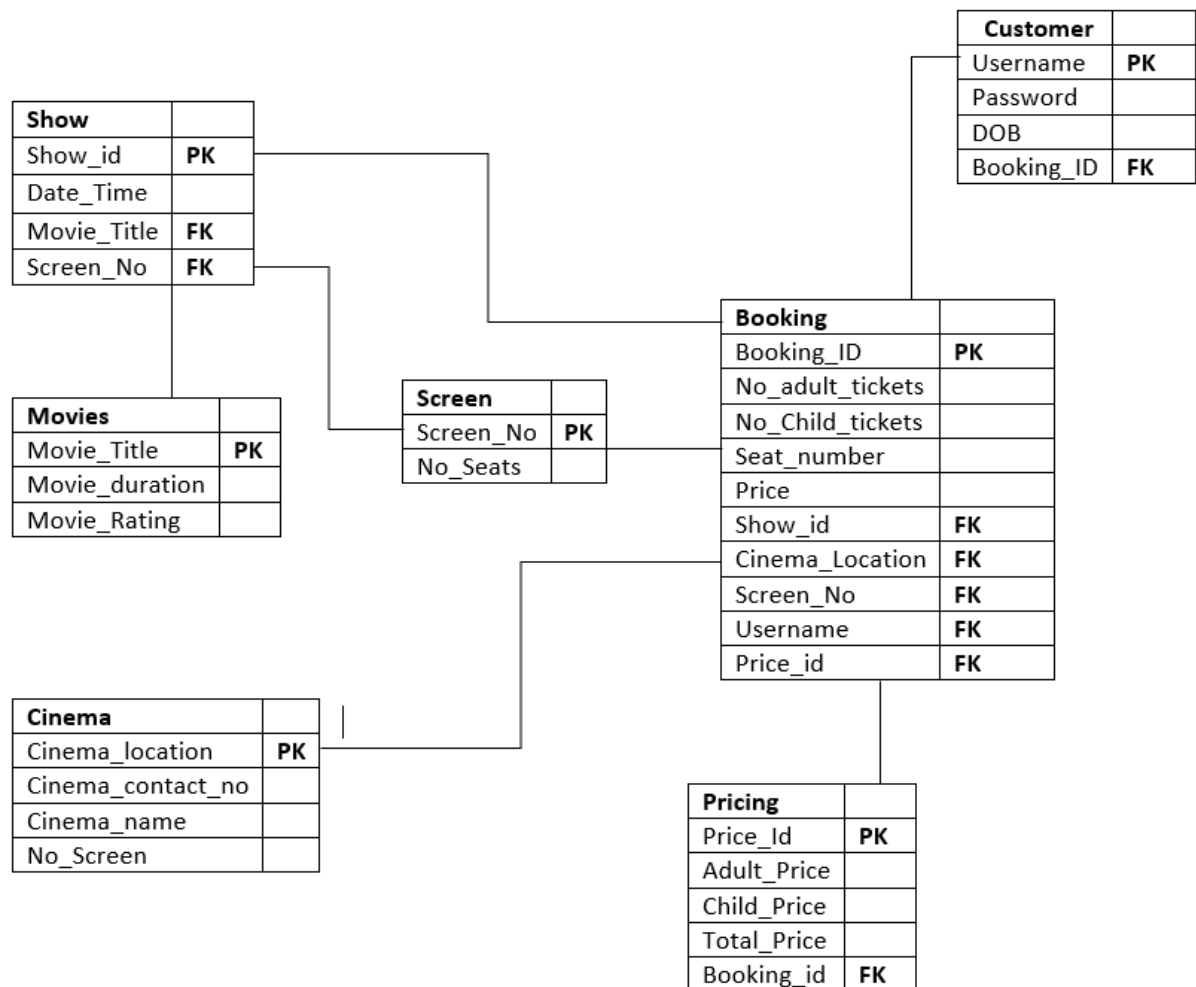 Customer
Username PK
Password
DOB
Booking_ID FK
Show
Show_id PK
Date_Time
Movie_Title FK
Screen_No FK
Booking
Booking_ID PK
No_adult_tickets
No_Child_tickets
Seat_number
Price
Show_id FK
Cinema_Location FK
Screen_No FK
Username FK
Price_id FK
Screen
Screen_No PK
No_Seats
Movies
Movie_Title PK
Movie_duration
Movie_Rating
Cinema
Cinema_location PK
Cinema_contact_no
Cinema_name
No_Screen
Pricing
Price_Id PK
Adult_Price
Child_Price
Total_Price
Booking_id FK